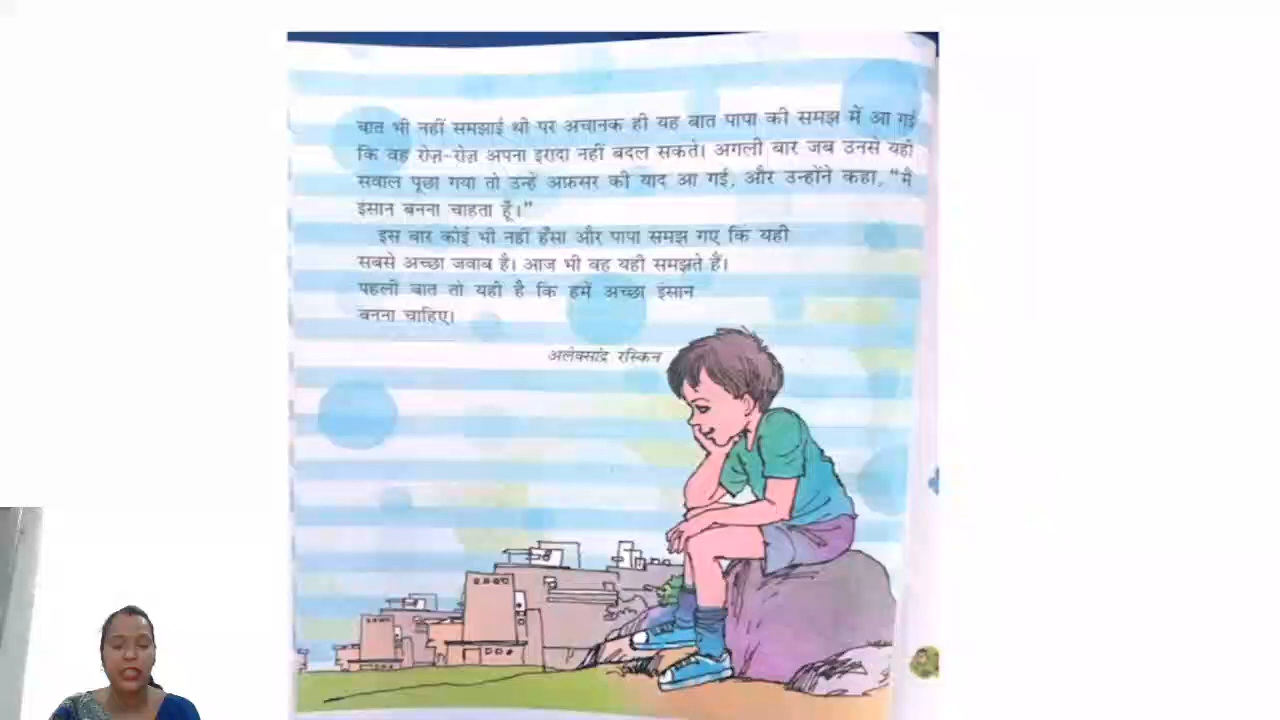 बात भी नहीं समझाई थी पर अचानक ही यह बात पापा की समझ में आ गई
कि वह रोज़-रोज़ अपना इरादा नहीं बदल सकते। अगली बार जब उनसे यही
सवाल पूछा गया तो उन्हें अफ़सर की याद आ गई, और उन्होंने कहा, "मैं
इंसान बनना चाहता हूँ।"
इस बार कोई भी नहीं हँसा और पापा समझ गए कि यही
सबसे अच्छा जवाब है। आज भी वह यही समझते हैं।
पहली बात तो यही है कि हमें अच्छा इंसान
बनना चाहिए।
अलेक्सांद्र रस्किन